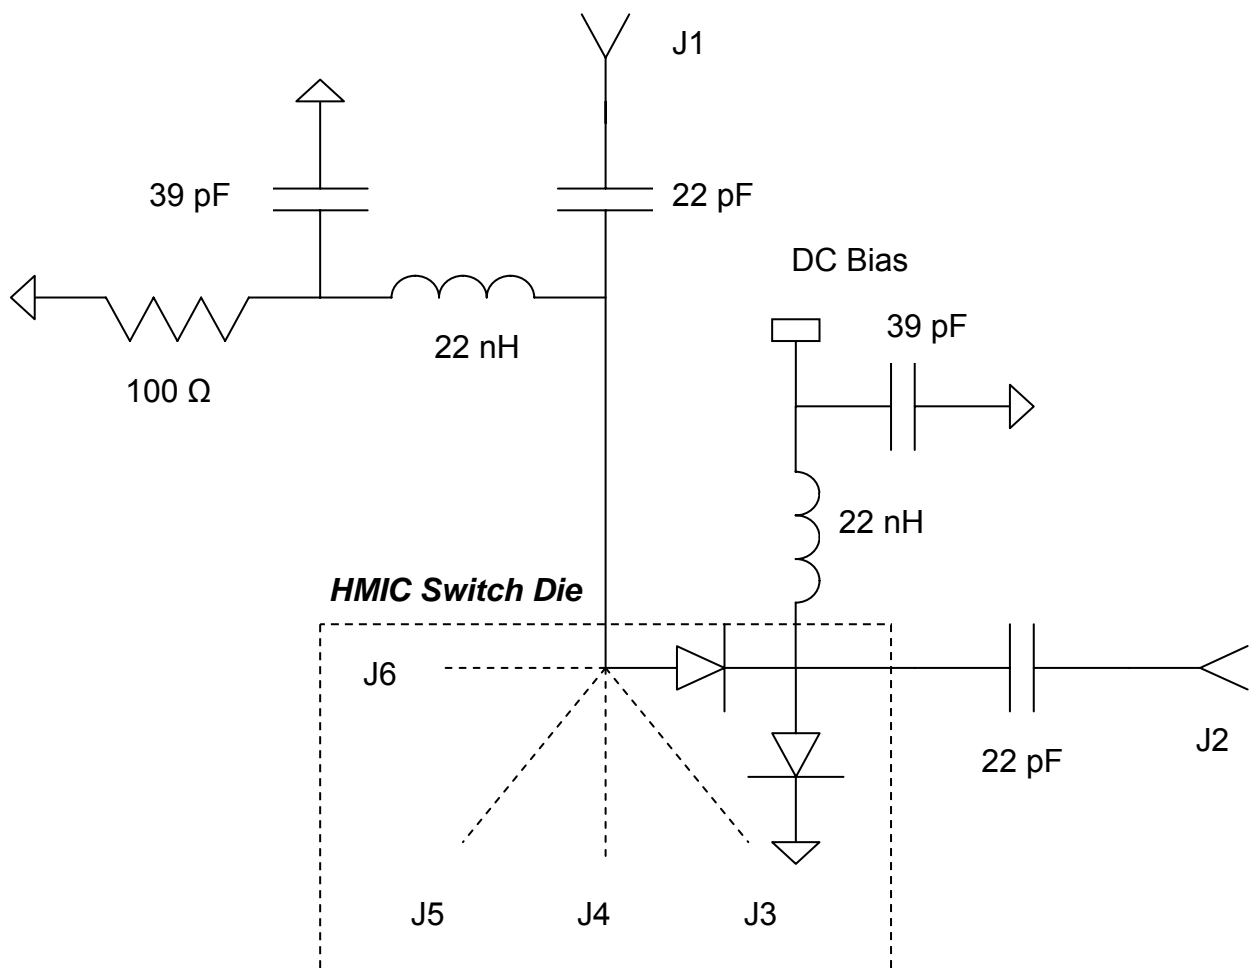 J1
39 pF
22 pF
DC Bias
39 pF
22 nH
100 Ω
22 nH
HMIC Switch Die
J6
J2
22 pF
J5
J4
J3